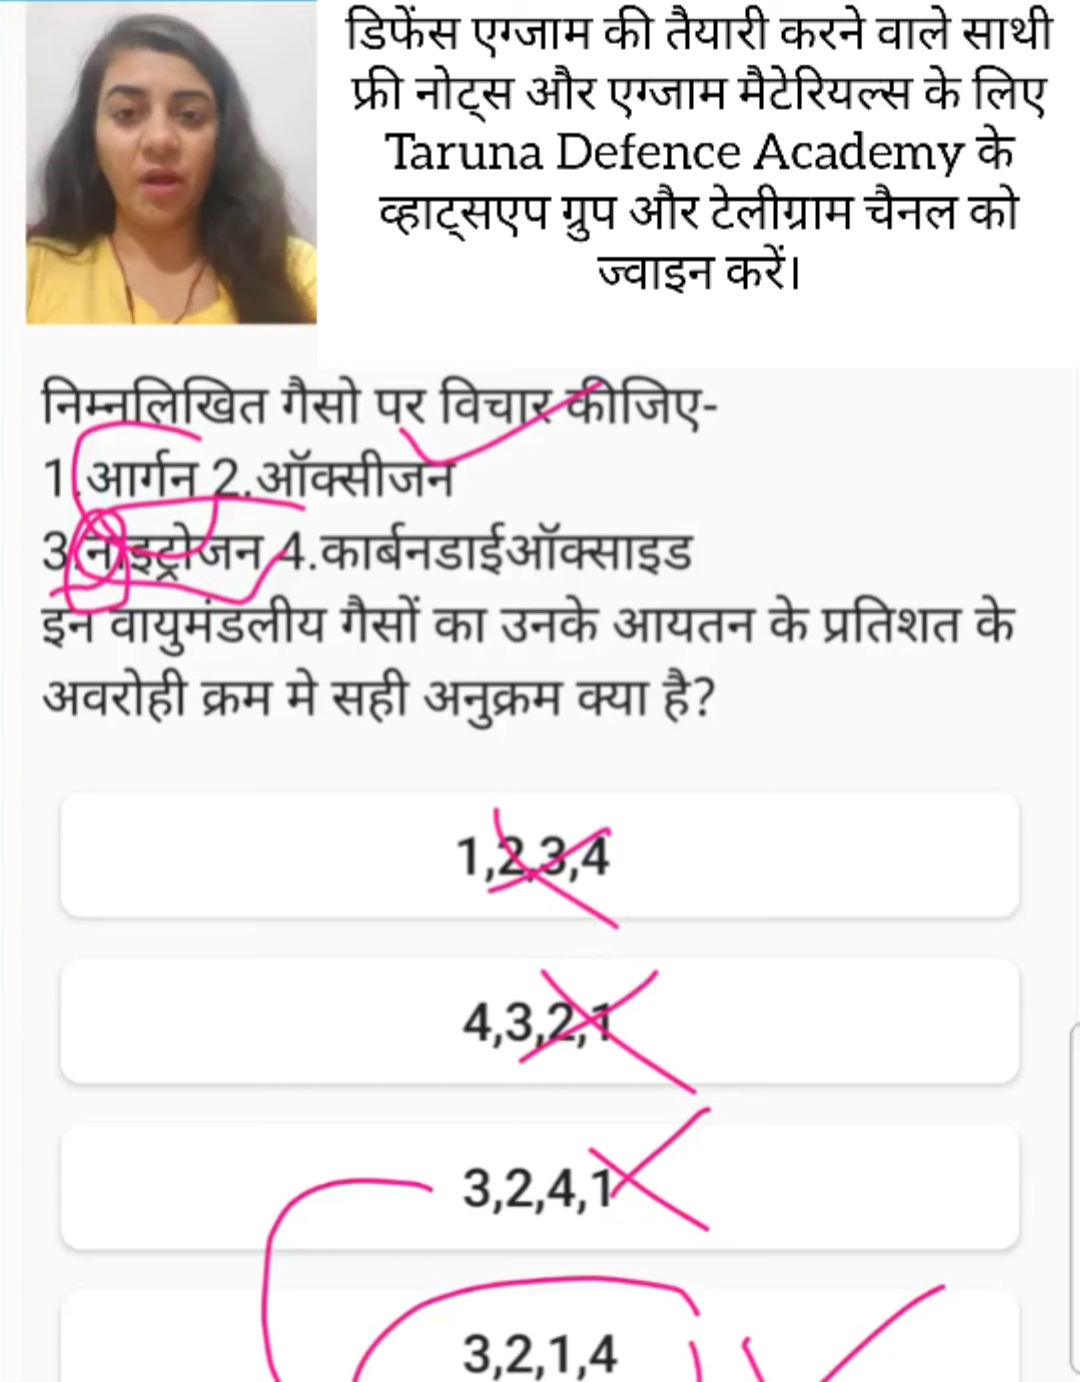 डिफेंस एग्जाम की तैयारी करने वाले साथी
फ्री नोट्स और एग्जाम मैटेरियल्स के लिए
Taruna Defence Academy के
व्हाट्सएप ग्रुप और टेलीग्राम चैनल को
ज्वाइन करें।
निम्नलिखित गैसो पर विचार कीजिए-
1.आर्गन 2.ऑक्सीजन
3.नाइट्रोजन 4.कार्बनडाईऑक्साइड
इन वायुमंडलीय गैसों का उनके आयतन के प्रतिशत के
अवरोही क्रम मे सही अनुक्रम क्या है?
1,2,3,4
4,3,2,1
3,2,4,1
3,2,1,4